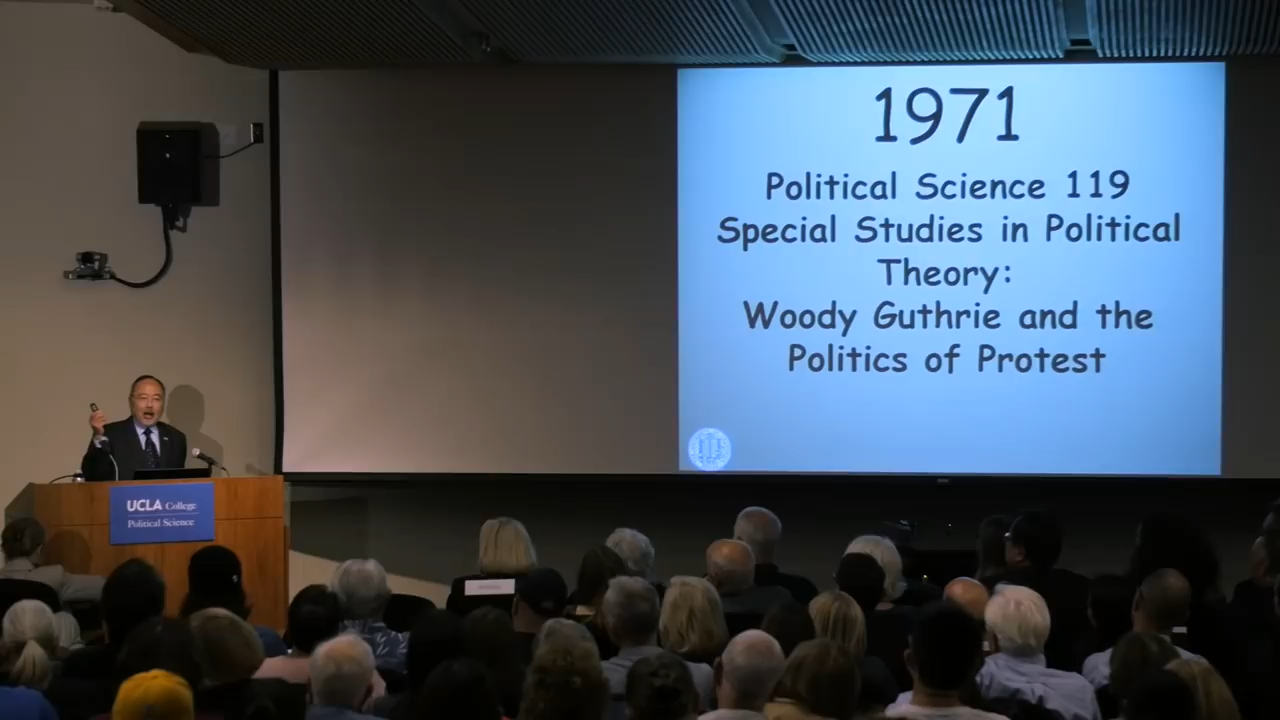 1971
Political Science 119
Special Studies in Political
Theory:
Woody Guthrie and the
Politics of Protest
UCLA College
Political Science